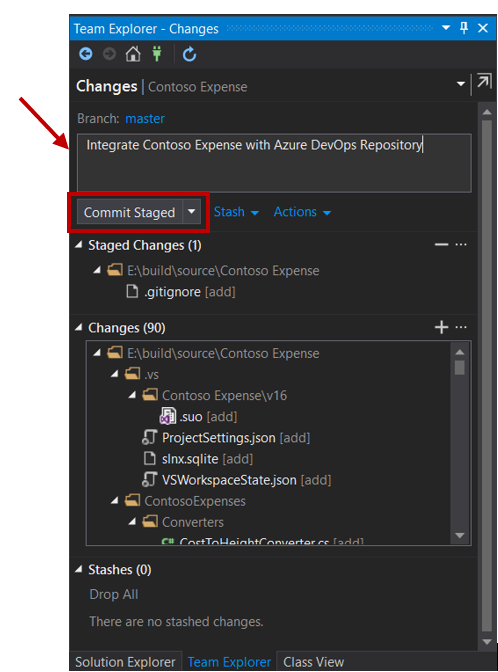 Team Explorer - Changes
Changes | Contoso Expense
Branch: master
Integrate Contoso Expense with Azure DevOps Repository
Commit Staged Stash Actions
Staged Changes (1)
E:\build\source\Contoso Expense
.gitignore [add]
Changes (90)
E:\build\source\Contoso Expense
.vs
Contoso Expense\v16
.suo [add]
ProjectSettings.json [add]
slnx.sqlite [add]
VSWorkspaceState.json [add]
ContosoExpenses
Converters
C# CostToHeightConverter.cs [add]
Stashes (0)
Drop All
There are no stashed changes.
Solution Explorer Team Explorer Class View